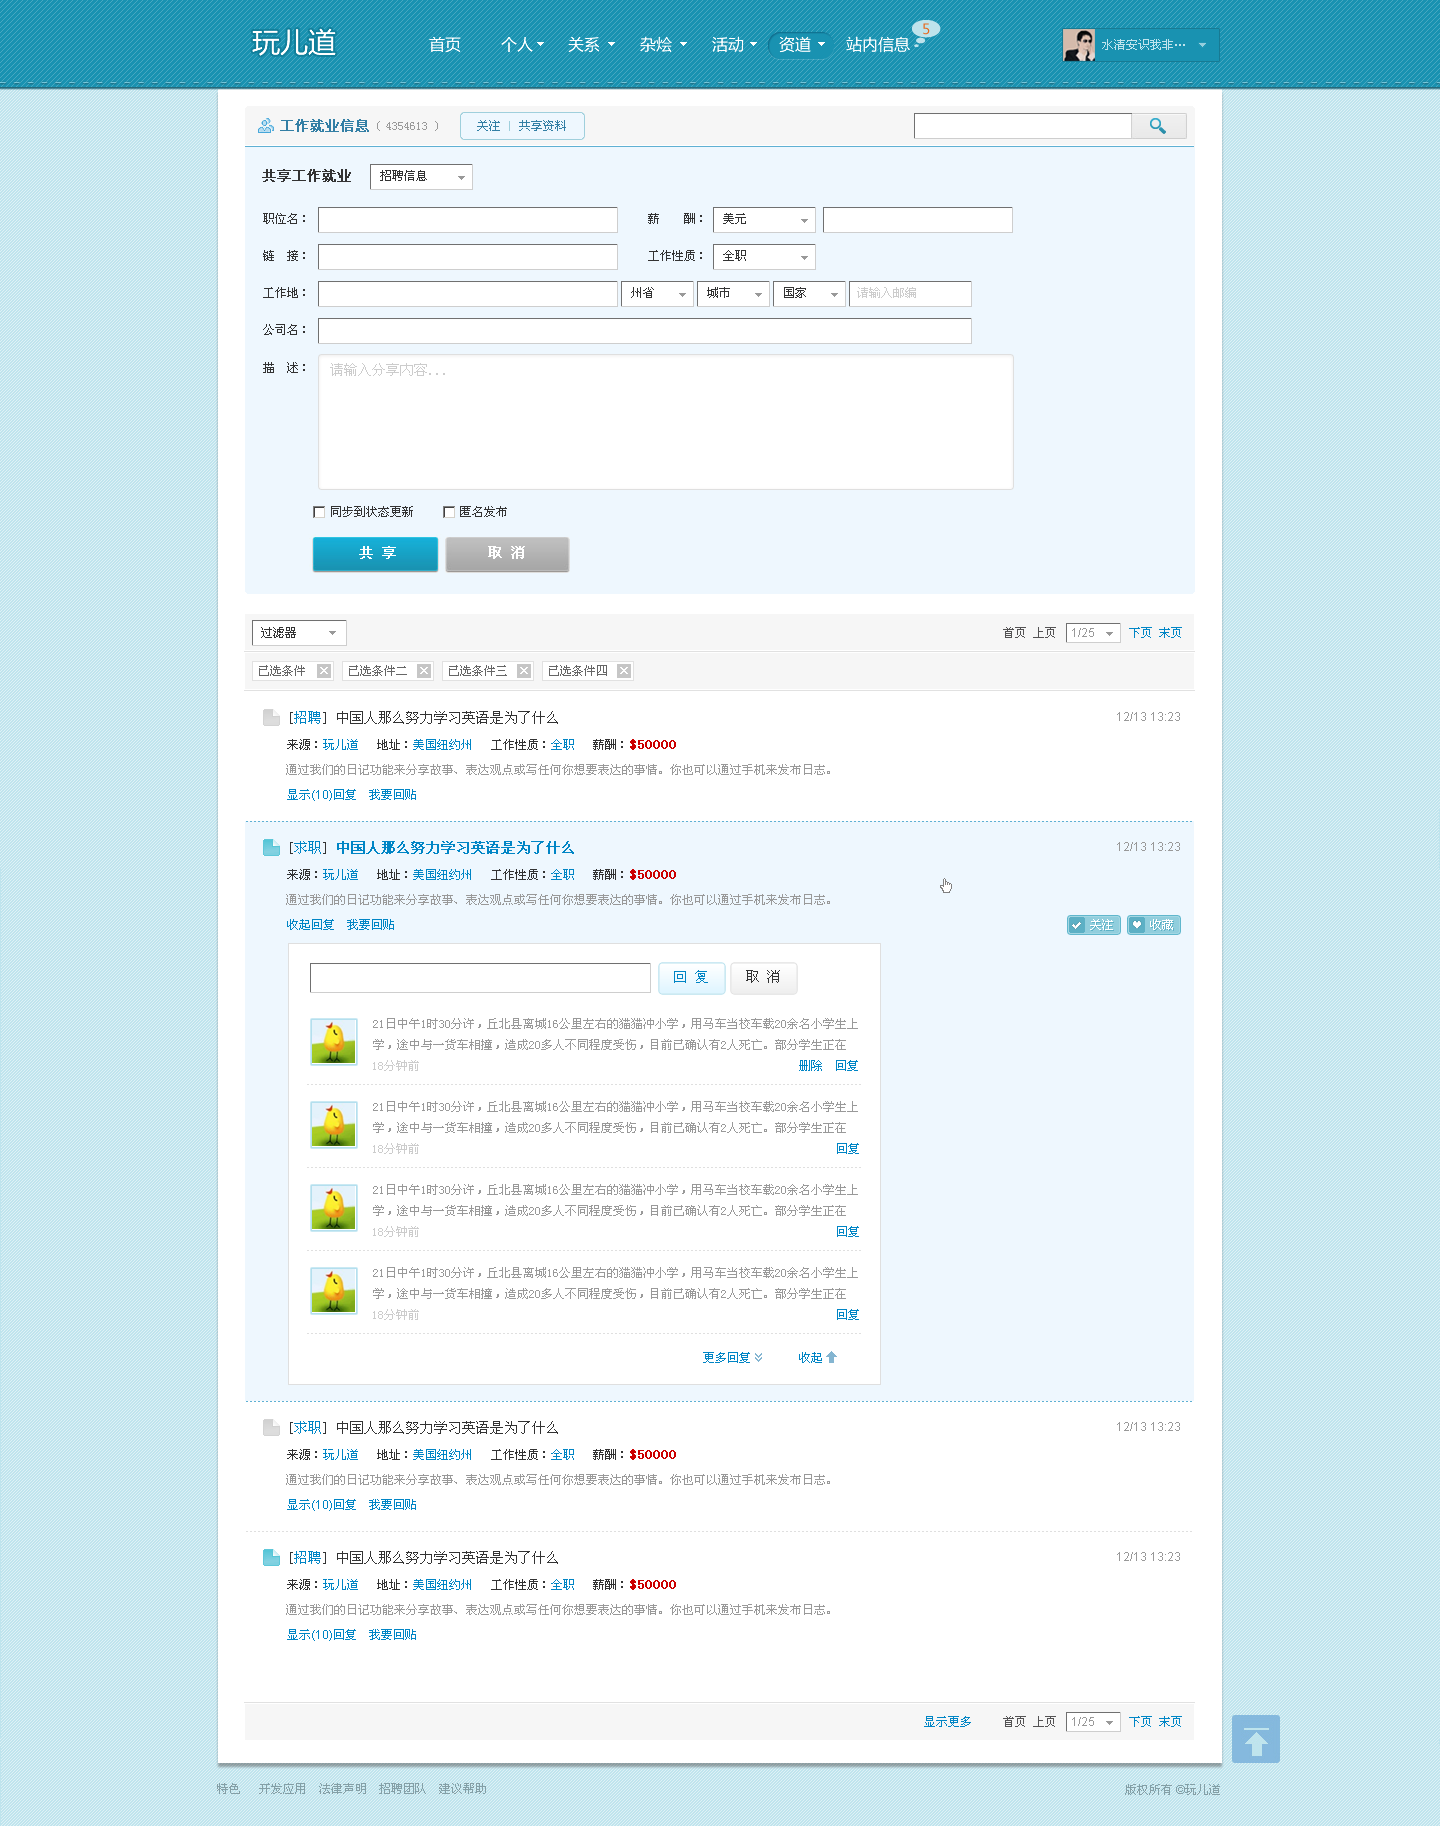 玩儿道 首页 个人 关系 杂烩 活动 资道 站内信息 5 水清安识我非···
工作就业信息 ( 4354613 ) 关注 | 共享资料
共享工作就业 招聘信息
职位名： 薪 酬： 美元
链 接： 工作性质： 全职
工作地： 州省 城市 国家 请输入邮编
公司名：
描 述： 请输入分享内容...
同步到状态更新 匿名发布
共 享 取 消
过滤器 首页 上页 1/25 下页 末页
已选条件 已选条件二 已选条件三 已选条件四
[招聘] 中国人那么努力学习英语是为了什么 12/13 13:23
来源：玩儿道 地址：美国纽约州 工作性质：全职 薪酬：$50000
通过我们的日记功能来分享故事、表达观点或写任何你想要表达的事情。你也可以通过手机来发布日志。
显示(10)回复 我要回贴
[求职] 中国人那么努力学习英语是为了什么 12/13 13:23
来源：玩儿道 地址：美国纽约州 工作性质：全职 薪酬：$50000
通过我们的日记功能来分享故事、表达观点或写任何你想要表达的事情。你也可以通过手机来发布日志。
收起回复 我要回贴 关注 收藏
回 复 取 消
21日中午1时30分许，丘北县离城16公里左右的猫猫冲小学，用马车当校车载20余名小学生上
学，途中与一货车相撞，造成20多人不同程度受伤，目前已确认有2人死亡。部分学生正在
18分钟前 删除 回复
21日中午1时30分许，丘北县离城16公里左右的猫猫冲小学，用马车当校车载20余名小学生上
学，途中与一货车相撞，造成20多人不同程度受伤，目前已确认有2人死亡。部分学生正在
18分钟前 回复
21日中午1时30分许，丘北县离城16公里左右的猫猫冲小学，用马车当校车载20余名小学生上
学，途中与一货车相撞，造成20多人不同程度受伤，目前已确认有2人死亡。部分学生正在
18分钟前 回复
21日中午1时30分许，丘北县离城16公里左右的猫猫冲小学，用马车当校车载20余名小学生上
学，途中与一货车相撞，造成20多人不同程度受伤，目前已确认有2人死亡。部分学生正在
18分钟前 回复
更多回复 收起
[求职] 中国人那么努力学习英语是为了什么 12/13 13:23
来源：玩儿道 地址：美国纽约州 工作性质：全职 薪酬：$50000
通过我们的日记功能来分享故事、表达观点或写任何你想要表达的事情。你也可以通过手机来发布日志。
显示(10)回复 我要回贴
[招聘] 中国人那么努力学习英语是为了什么 12/13 13:23
来源：玩儿道 地址：美国纽约州 工作性质：全职 薪酬：$50000
通过我们的日记功能来分享故事、表达观点或写任何你想要表达的事情。你也可以通过手机来发布日志。
显示(10)回复 我要回贴
显示更多 首页 上页 1/25 下页 末页
特色 开发应用 法律声明 招聘团队 建议帮助 版权所有 ©玩儿道